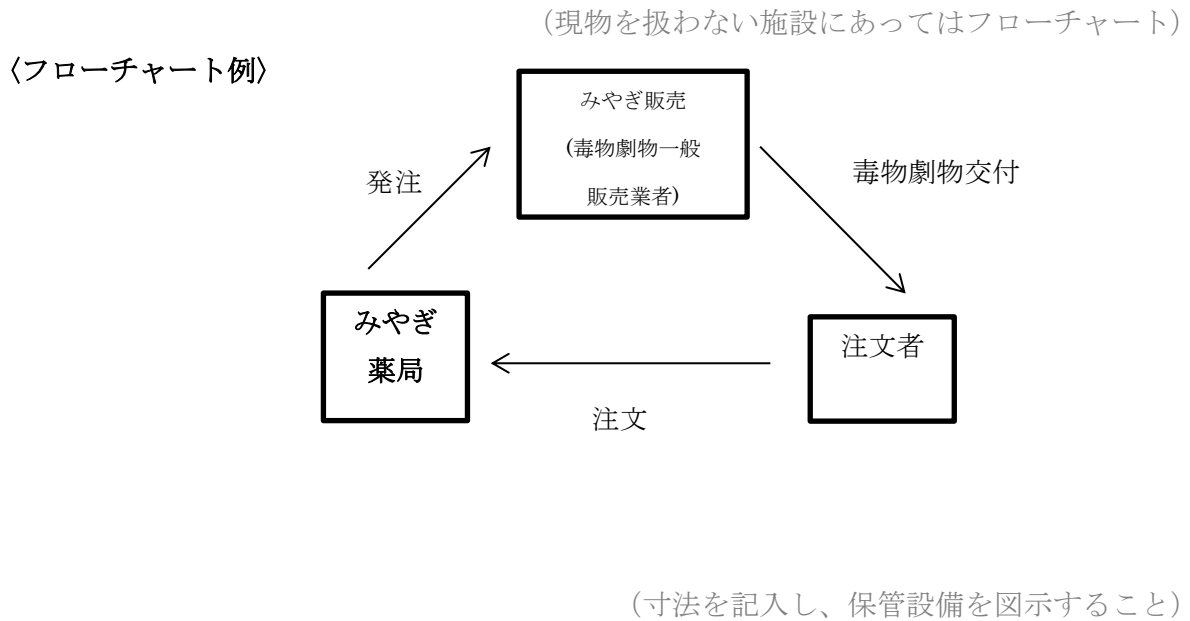 （現物を扱わない施設にあってはフローチャート）
〈フローチャート例〉
みやぎ販売
(毒物劇物一般
販売業者)
発注
毒物劇物交付
みやぎ
薬局
注文者
注文
（寸法を記入し、保管設備を図示すること）